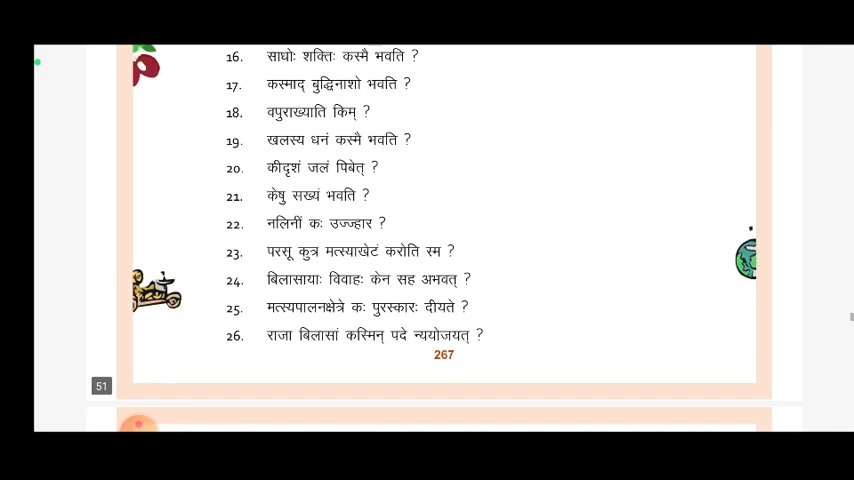 16. साधोः शक्तिः कस्मै भवति ?
17. कस्माद् बुद्धिनाशो भवति ?
18. वपुराख्याति किम् ?
19. खलस्य धनं कस्मै भवति ?
20. कीदृशं जलं पिबेत् ?
21. केषु सख्यं भवति ?
22. नलिनीं कः उज्जहार ?
23. परसू कुत्र मत्स्याखेटं करोति स्म ?
24. बिलासायाः विवाहः केन सह अभवत् ?
25. मत्स्यपालनक्षेत्रे कः पुरस्कारः दीयते ?
26. राजा बिलासां कस्मिन् पदे न्ययोजयत् ?
267
51